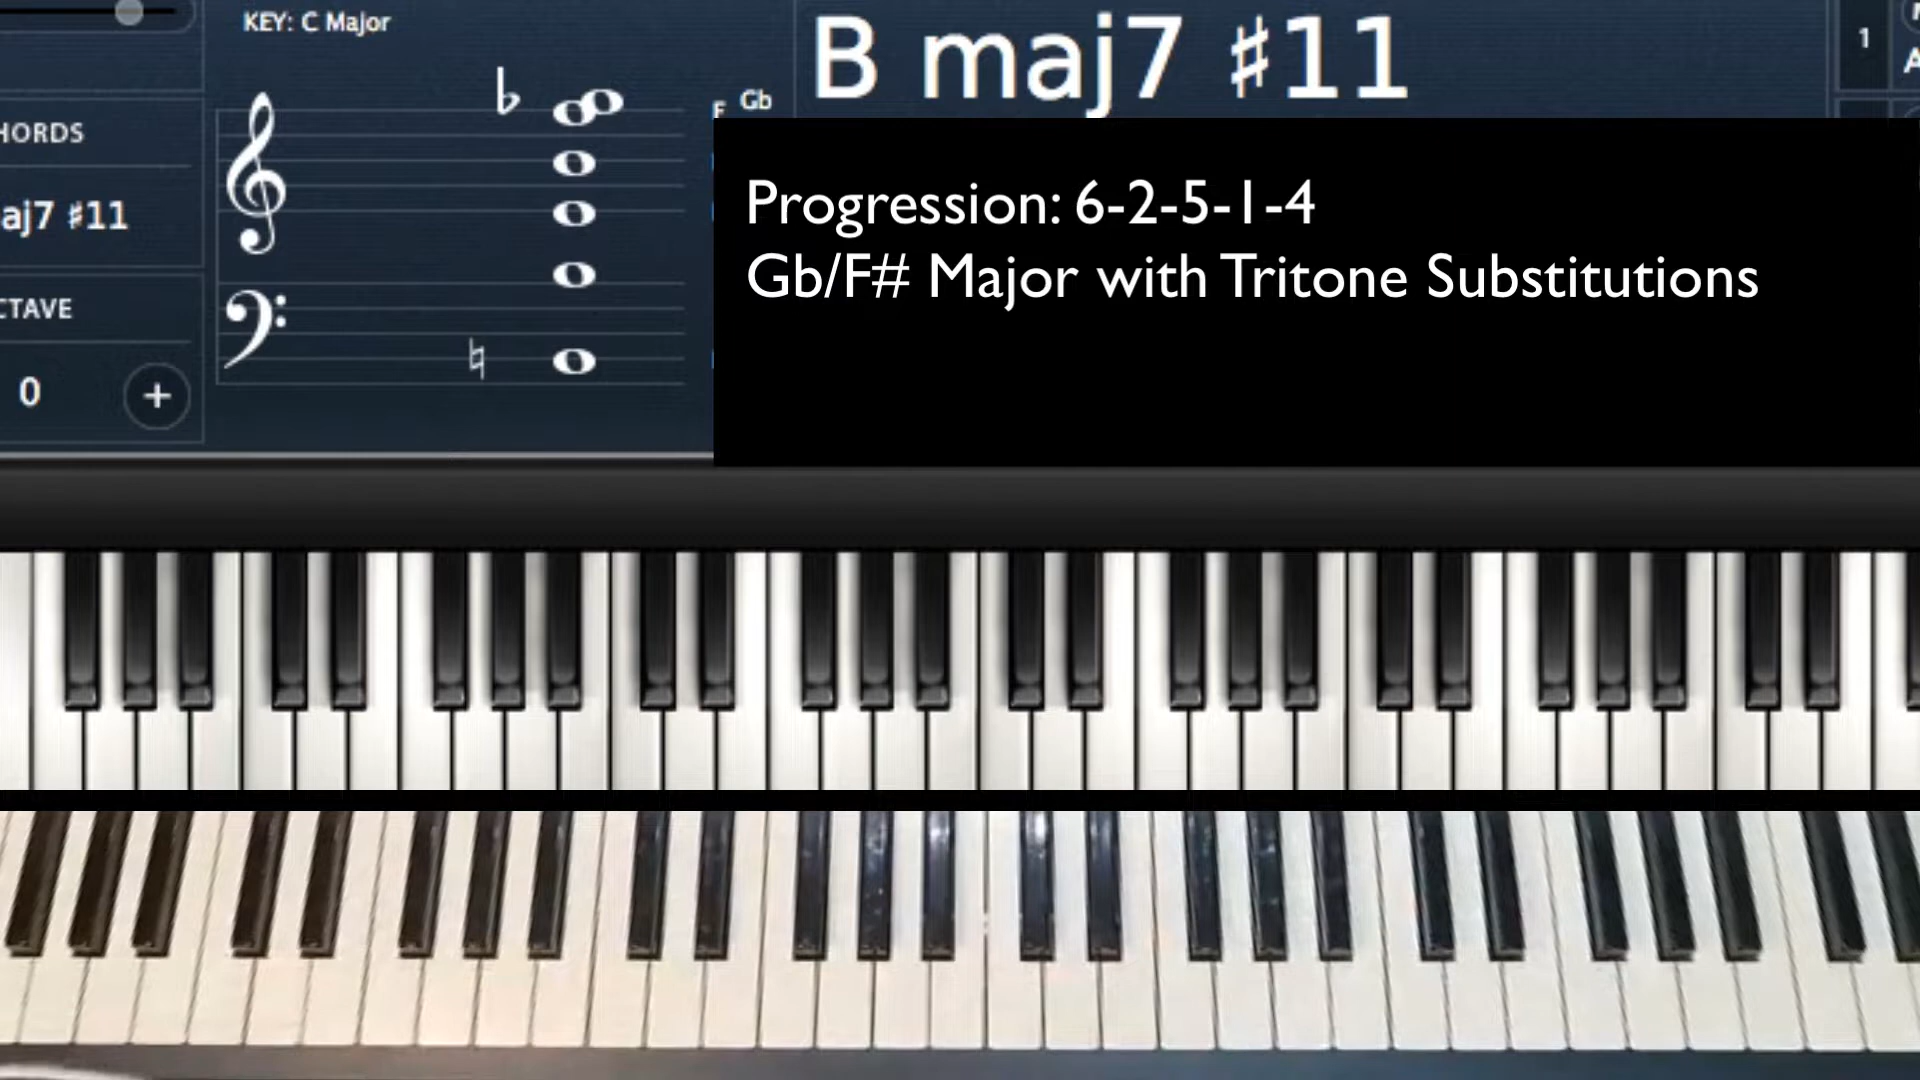 KEY: C Major
B maj7 ♯11
1
A
HORDS
F
Gb
aj7 ♯11
Progression: 6-2-5-1-4
Gb/F# Major with Tritone Substitutions
CTAVE
0
+